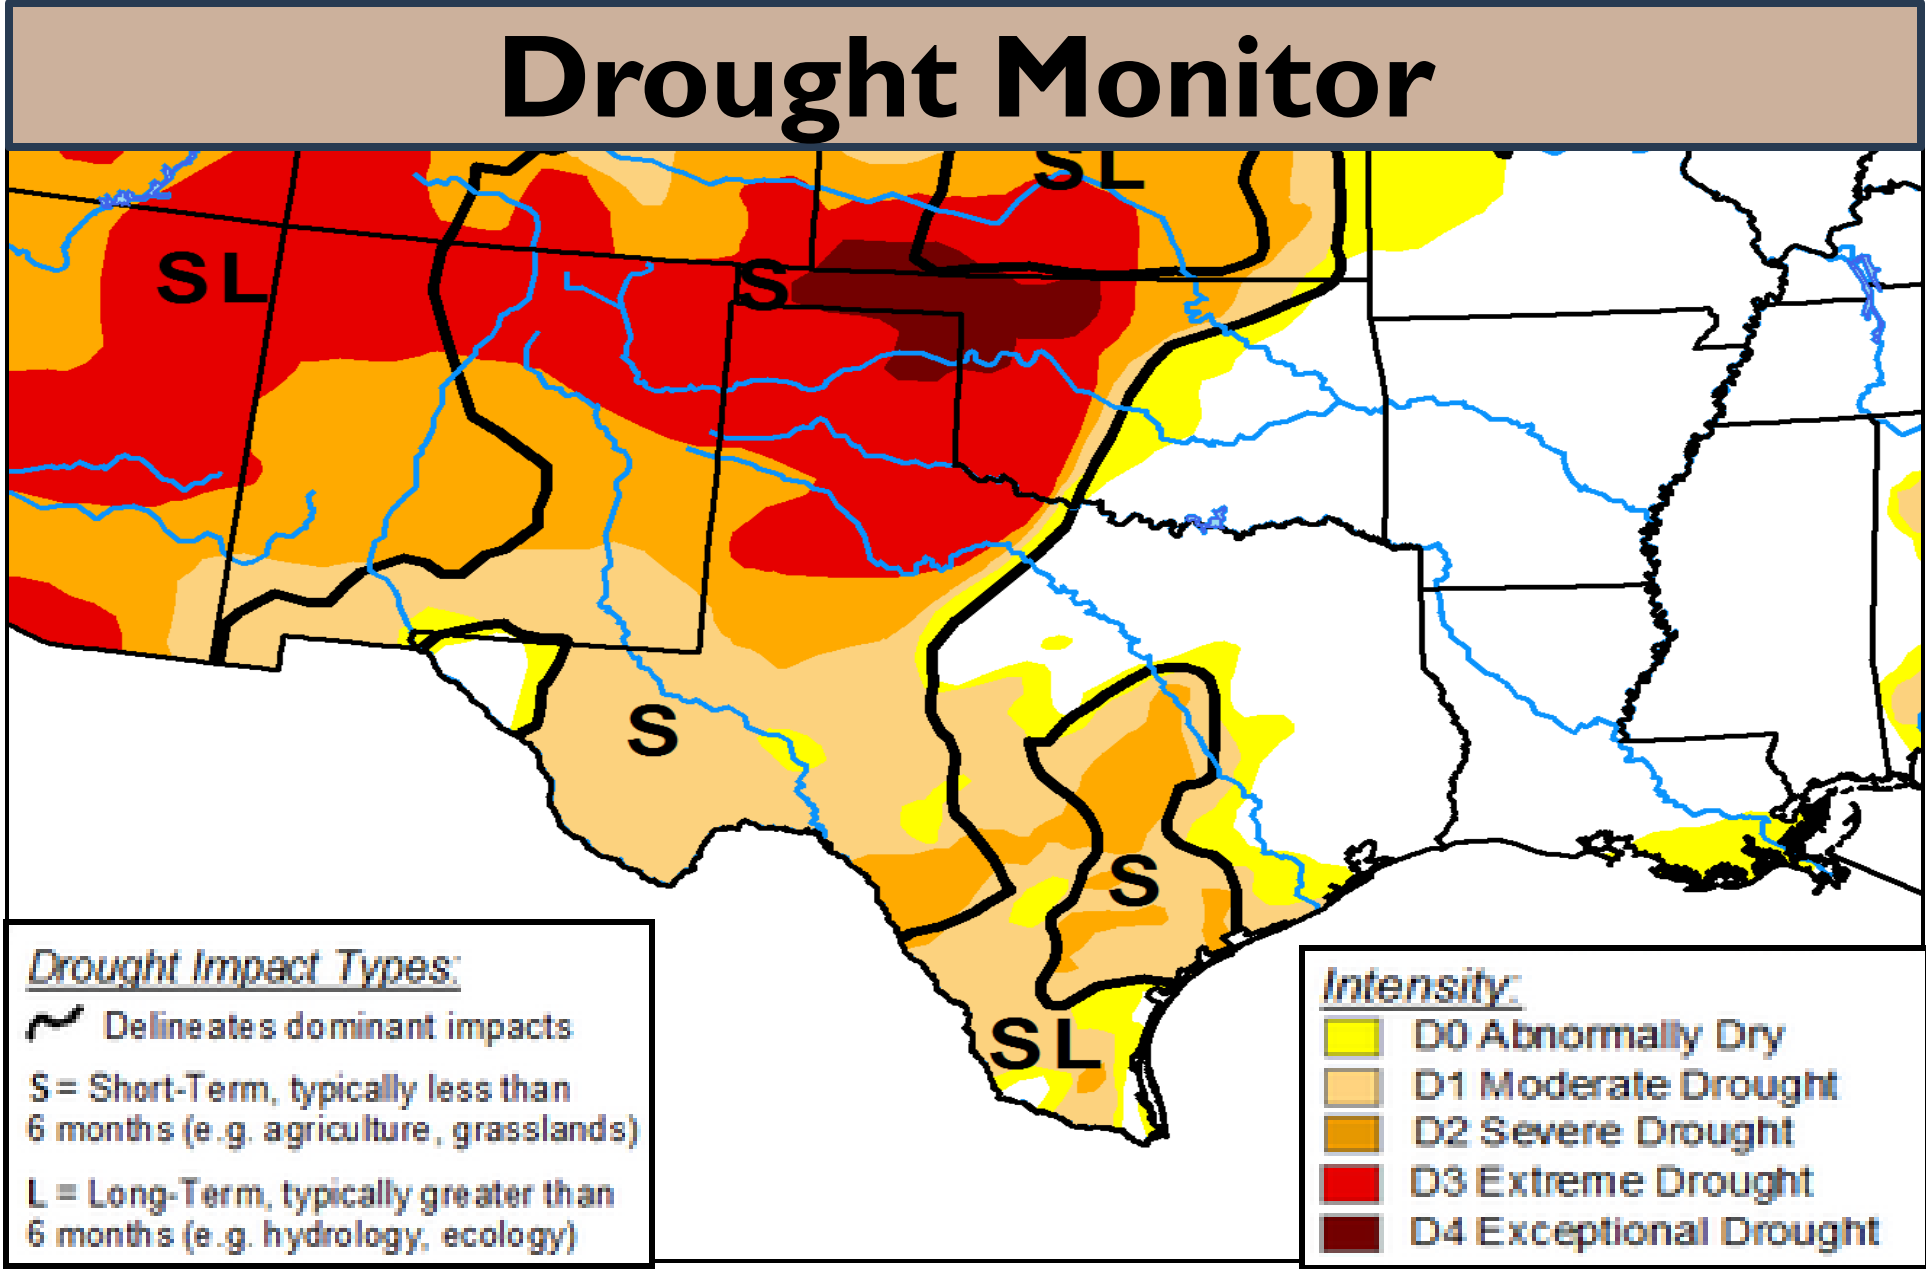 Drought Monitor
SL
SL
S
S
S
SL
Drought Impact Types:
Delineates dominant impacts
S = Short-Term, typically less than
6 months (e.g. agriculture, grasslands)
L = Long-Term, typically greater than
6 months (e.g. hydrology, ecology)
Intensity:
D0 Abnormally Dry
D1 Moderate Drought
D2 Severe Drought
D3 Extreme Drought
D4 Exceptional Drought